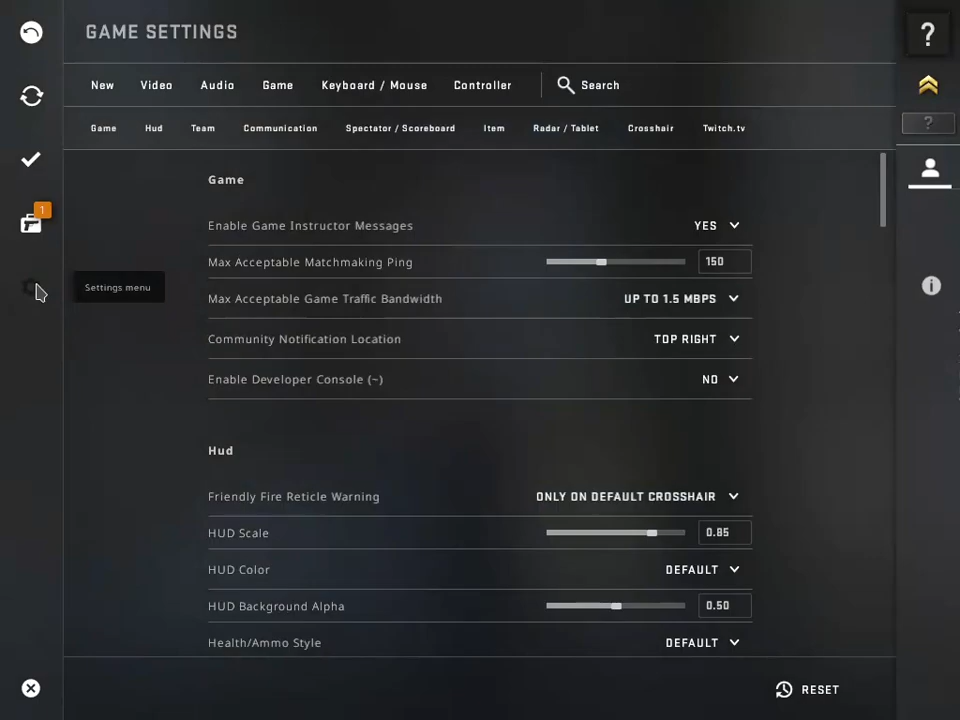 GAME SETTINGS
?
New Video Audio Game Keyboard / Mouse Controller Search
?
Game Hud Team Communication Spectator / Scoreboard Item Radar / Tablet Crosshair Twitch.tv
Game
1
Enable Game Instructor Messages YES
Max Acceptable Matchmaking Ping 150
Settings menu
Max Acceptable Game Traffic Bandwidth UP TO 1.5 MBPS
Community Notification Location TOP RIGHT
Enable Developer Console (~) NO
Hud
Friendly Fire Reticle Warning ONLY ON DEFAULT CROSSHAIR
HUD Scale 0.85
HUD Color DEFAULT
HUD Background Alpha 0.50
Health/Ammo Style DEFAULT
RESET